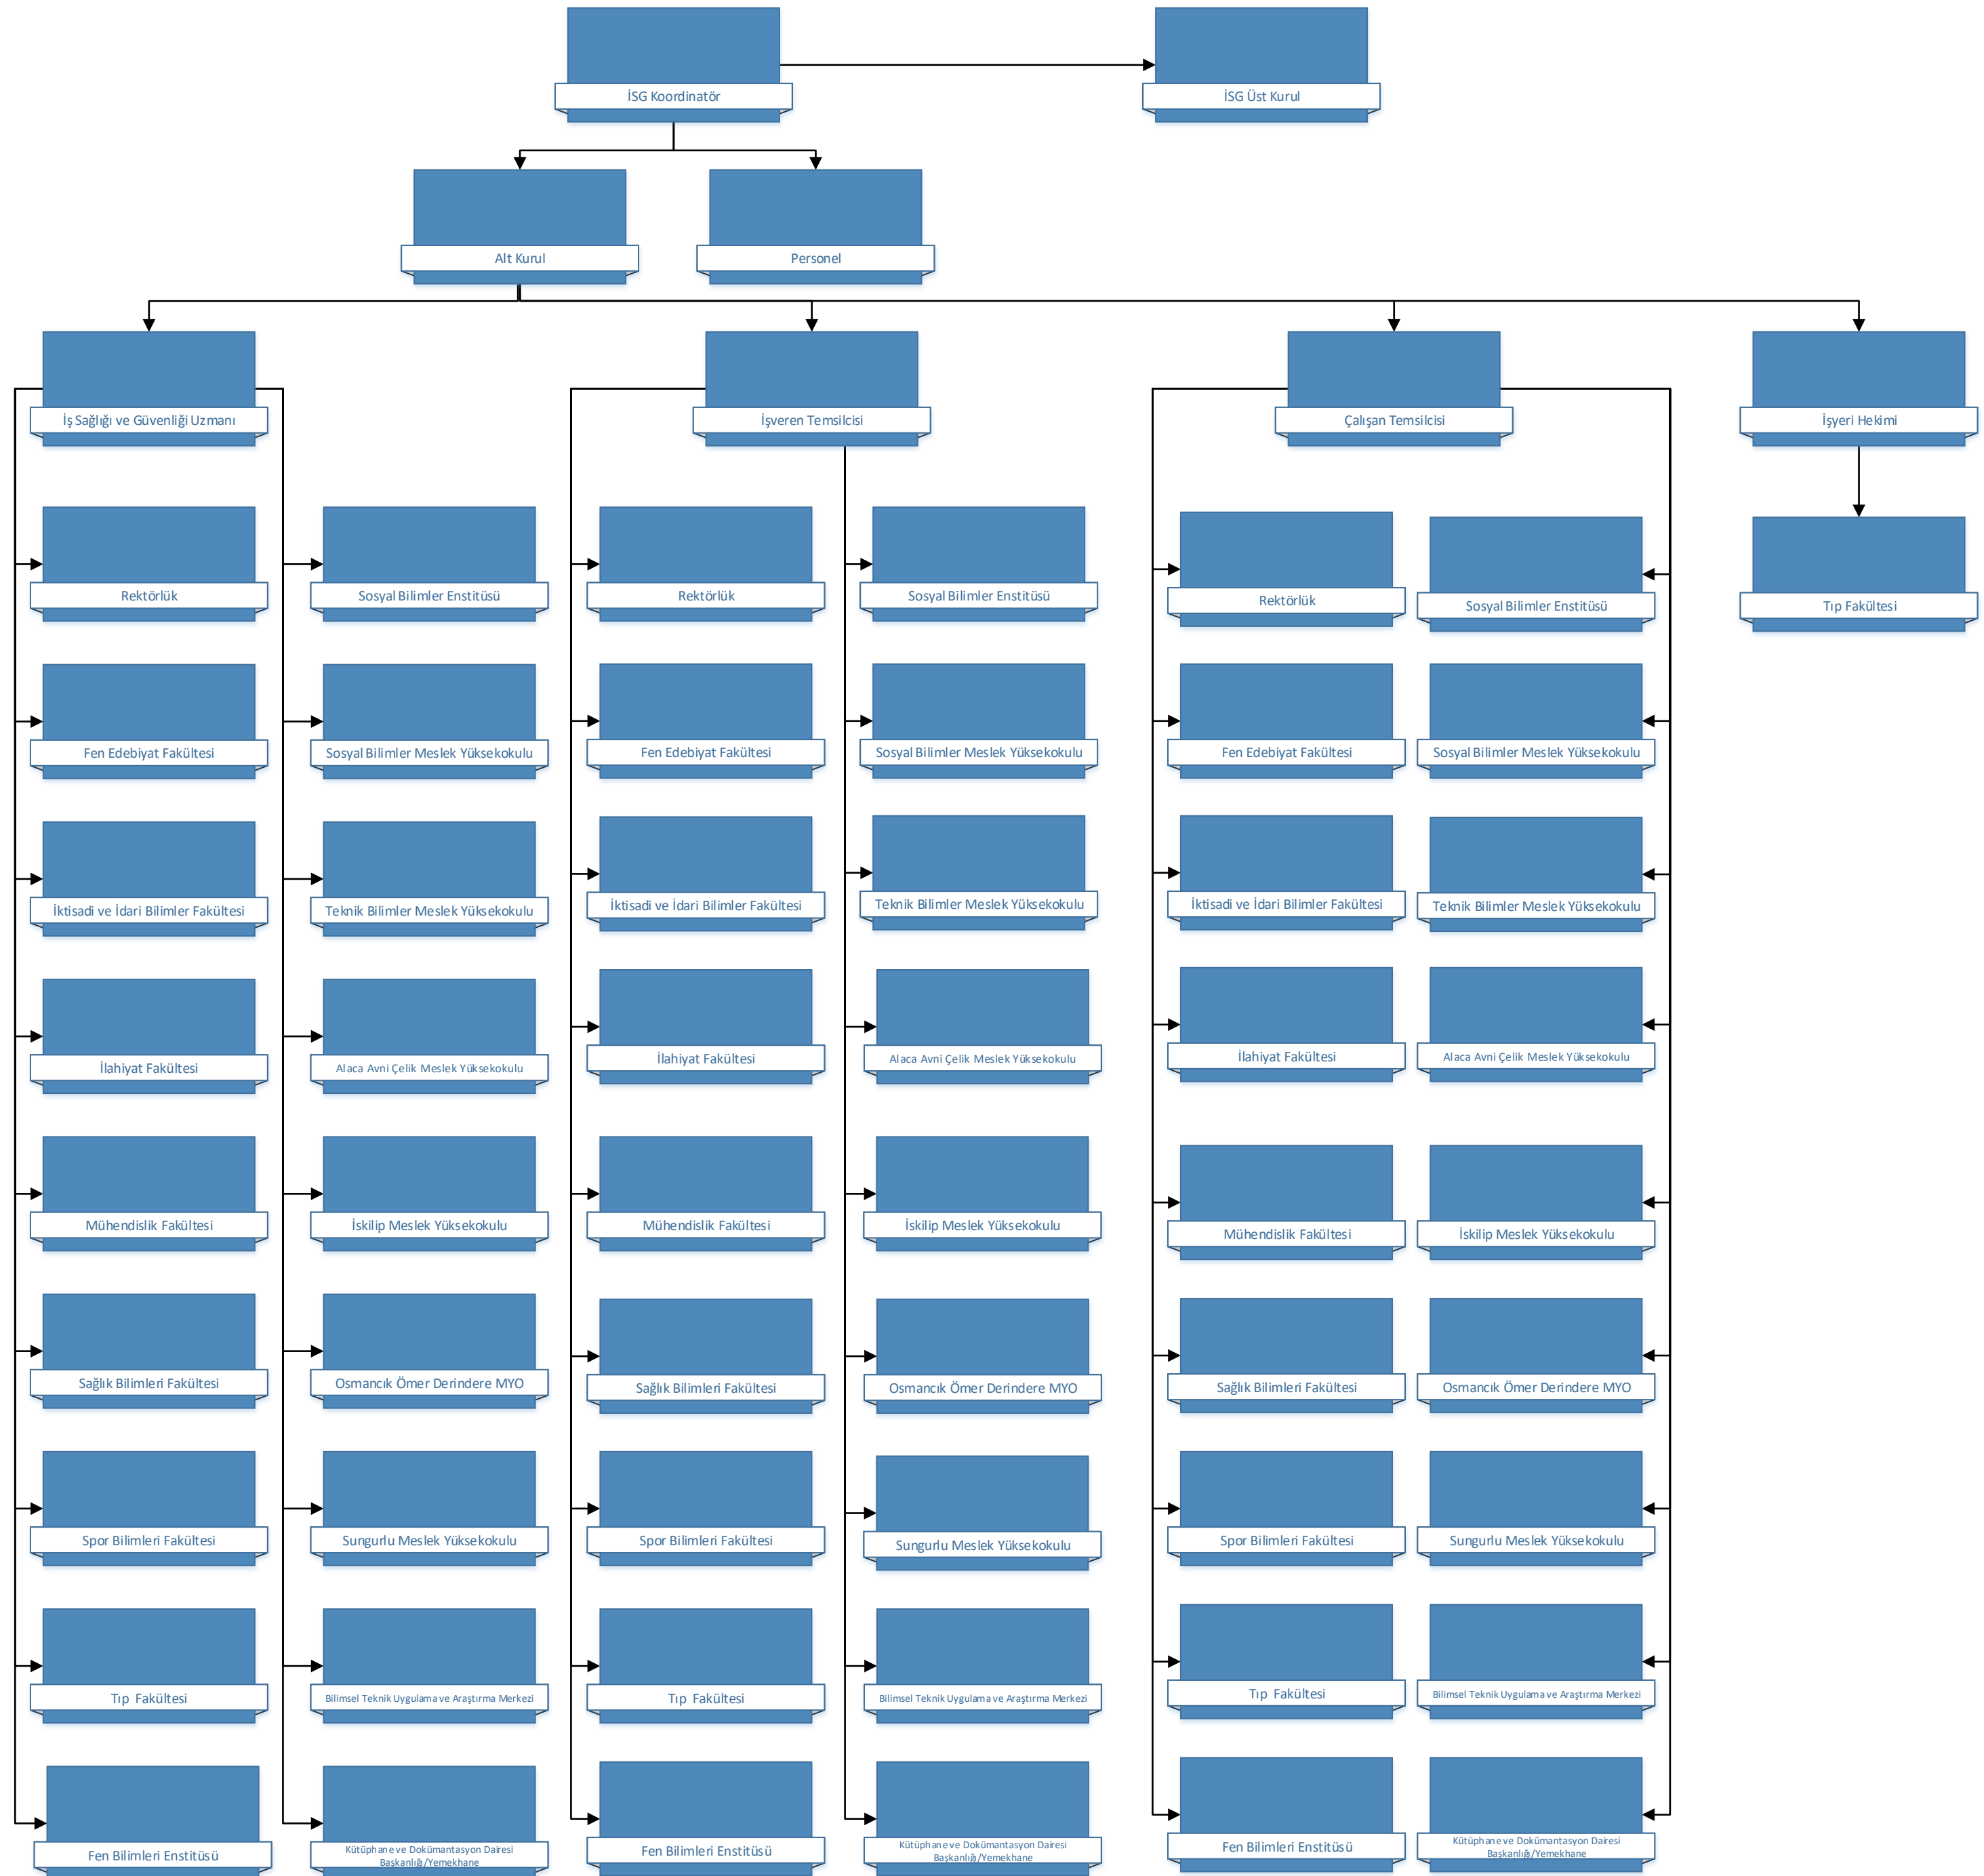 İSG Koordinatör
İSG Üst Kurul
Alt Kurul
Personel
İş Sağlığı ve Güvenliği Uzmanı
İşveren Temsilcisi
Çalışan Temsilcisi
İşyeri Hekimi
Rektörlük
Sosyal Bilimler Enstitüsü
Rektörlük
Sosyal Bilimler Enstitüsü
Rektörlük
Sosyal Bilimler Enstitüsü
Tıp Fakültesi
Fen Edebiyat Fakültesi
Sosyal Bilimler Meslek Yüksekokulu
Fen Edebiyat Fakültesi
Sosyal Bilimler Meslek Yüksekokulu
Fen Edebiyat Fakültesi
Sosyal Bilimler Meslek Yüksekokulu
İktisadi ve İdari Bilimler Fakültesi
Teknik Bilimler Meslek Yüksekokulu
İktisadi ve İdari Bilimler Fakültesi
Teknik Bilimler Meslek Yüksekokulu
İktisadi ve İdari Bilimler Fakültesi
Teknik Bilimler Meslek Yüksekokulu
İlahiyat Fakültesi
Alaca Avni Çelik Meslek Yüksekokulu
İlahiyat Fakültesi
Alaca Avni Çelik Meslek Yüksekokulu
İlahiyat Fakültesi
Alaca Avni Çelik Meslek Yüksekokulu
Mühendislik Fakültesi
İskilip Meslek Yüksekokulu
Mühendislik Fakültesi
İskilip Meslek Yüksekokulu
Mühendislik Fakültesi
İskilip Meslek Yüksekokulu
Sağlık Bilimleri Fakültesi
Osmancık Ömer Derindere MYO
Sağlık Bilimleri Fakültesi
Osmancık Ömer Derindere MYO
Sağlık Bilimleri Fakültesi
Osmancık Ömer Derindere MYO
Spor Bilimleri Fakültesi
Sungurlu Meslek Yüksekokulu
Spor Bilimleri Fakültesi
Sungurlu Meslek Yüksekokulu
Spor Bilimleri Fakültesi
Sungurlu Meslek Yüksekokulu
Tıp Fakültesi
Bilimsel Teknik Uygulama ve Araştırma Merkezi
Tıp Fakültesi
Bilimsel Teknik Uygulama ve Araştırma Merkezi
Tıp Fakültesi
Bilimsel Teknik Uygulama ve Araştırma Merkezi
Fen Bilimleri Enstitüsü
Kütüphane ve Dokümantasyon Dairesi
Başkanlığı/Yemekhane
Fen Bilimleri Enstitüsü
Kütüphane ve Dokümantasyon Dairesi
Başkanlığı/Yemekhane
Fen Bilimleri Enstitüsü
Kütüphane ve Dokümantasyon Dairesi
Başkanlığı/Yemekhane